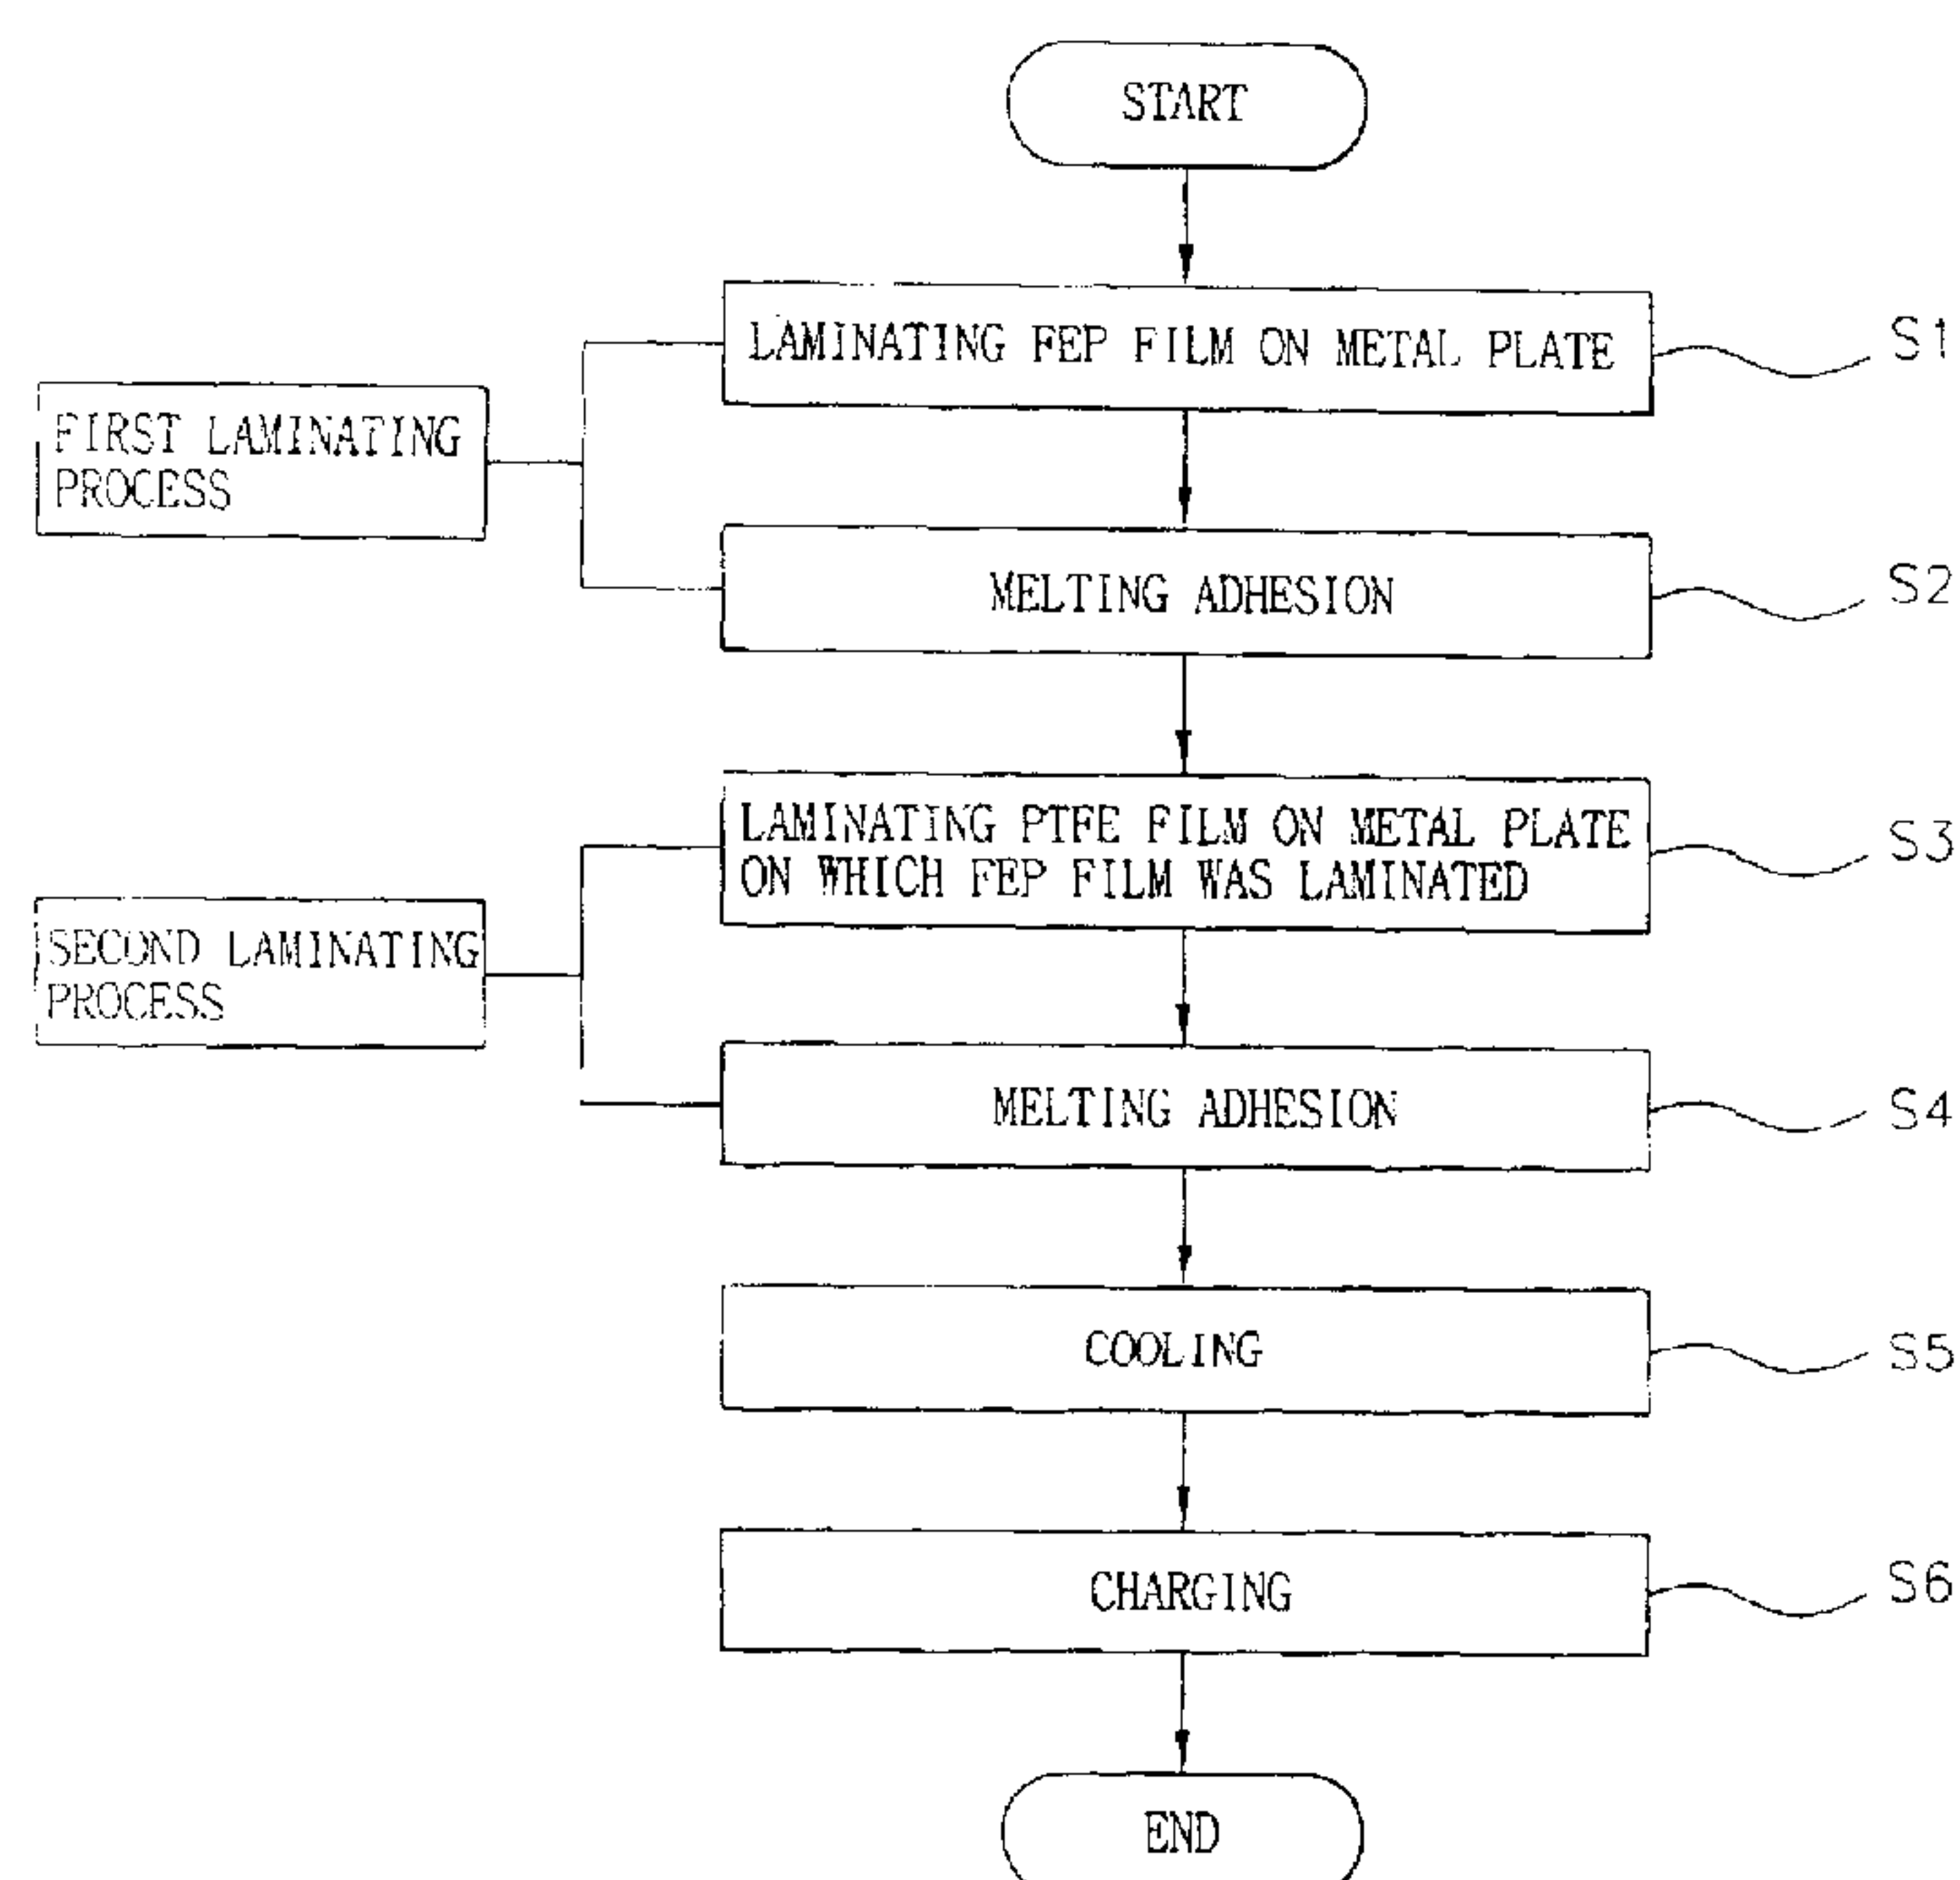 START
LAMINATING FEP FILM ON METAL PLATE
S1
FIRST LAMINATING
PROCESS
MELTING ADHESION
S2
LAMINATING PTFE FILM ON METAL PLATE
ON WHICH FEP FILM WAS LAMINATED
S3
SECOND LAMINATING
PROCESS
MELTING ADHESION
S4
COOLING
S5
CHARGING
S6
END